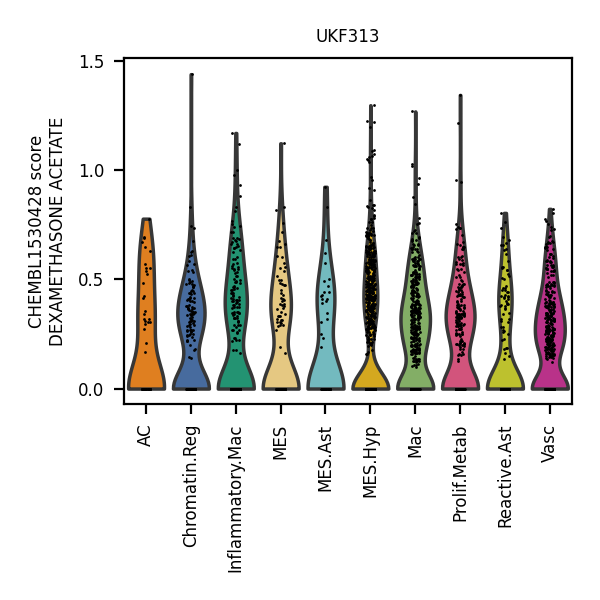 UKF313
CHEMBL1530428 score
DEXAMETHASONE ACETATE
1.5
1.0
0.5
0.0
AC
Chromatin.Reg
Inflammatory.Mac
MES
MES.Ast
MES.Hyp
Mac
Prolif.Metab
Reactive.Ast
Vasc